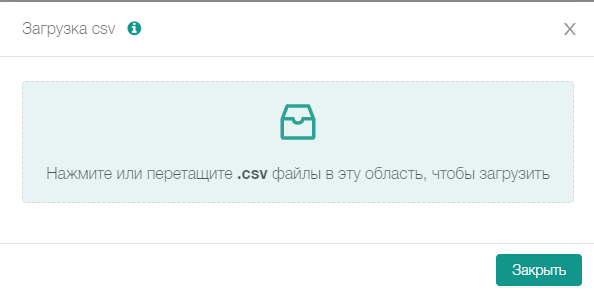 Загрузка csv
X
Нажмите или перетащите .csv файлы в эту область, чтобы загрузить
Закрыть